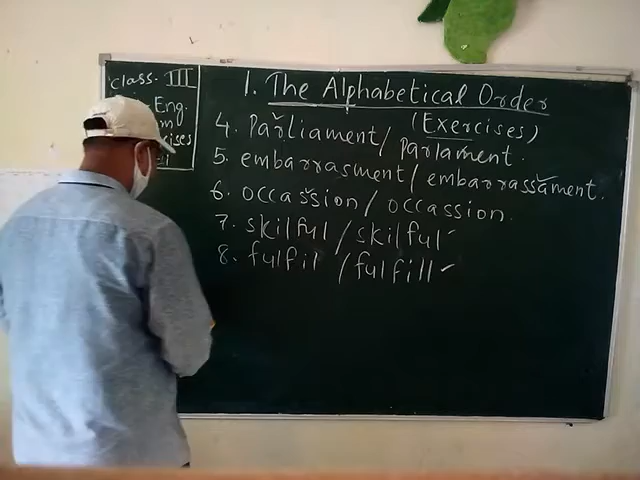 class. III
Eng.
1. The Alphabetical Order
(Exercises)
4. Parliament / parlament.
5. embarrasment / embarrassament.
6. occassion / occassion.
7. skilful / skilful
8. fulfil / fulfill